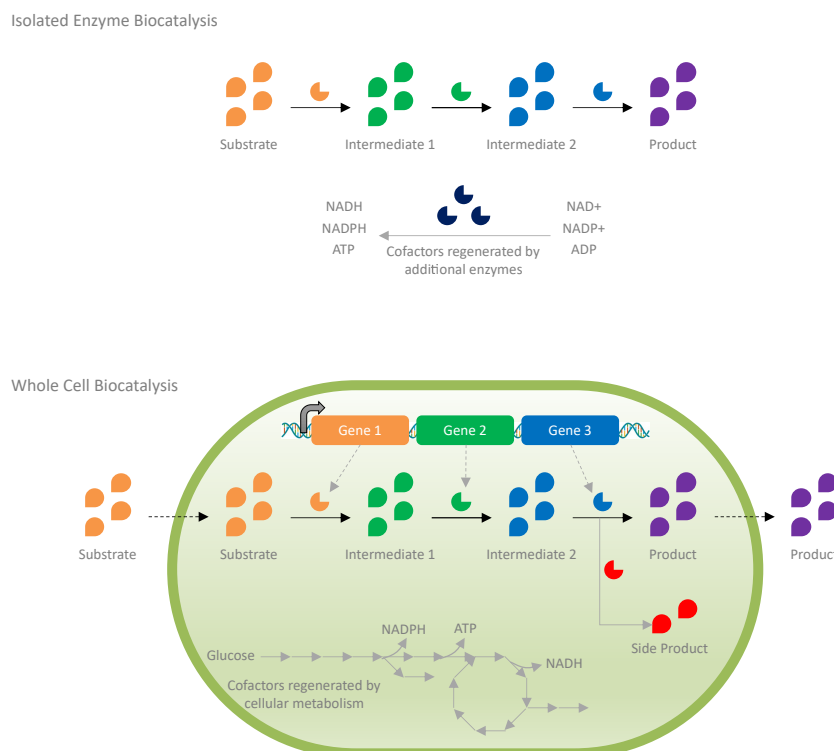 Isolated Enzyme Biocatalysis
Substrate
Intermediate 1
Intermediate 2
Product
NADH
NADPH
ATP
NAD+
NADP+
ADP
Cofactors regenerated by
additional enzymes
Whole Cell Biocatalysis
Gene 1
Gene 2
Gene 3
Substrate
Substrate
Intermediate 1
Intermediate 2
Product
Product
Side Product
NADPH
ATP
Glucose
NADH
Cofactors regenerated by
cellular metabolism